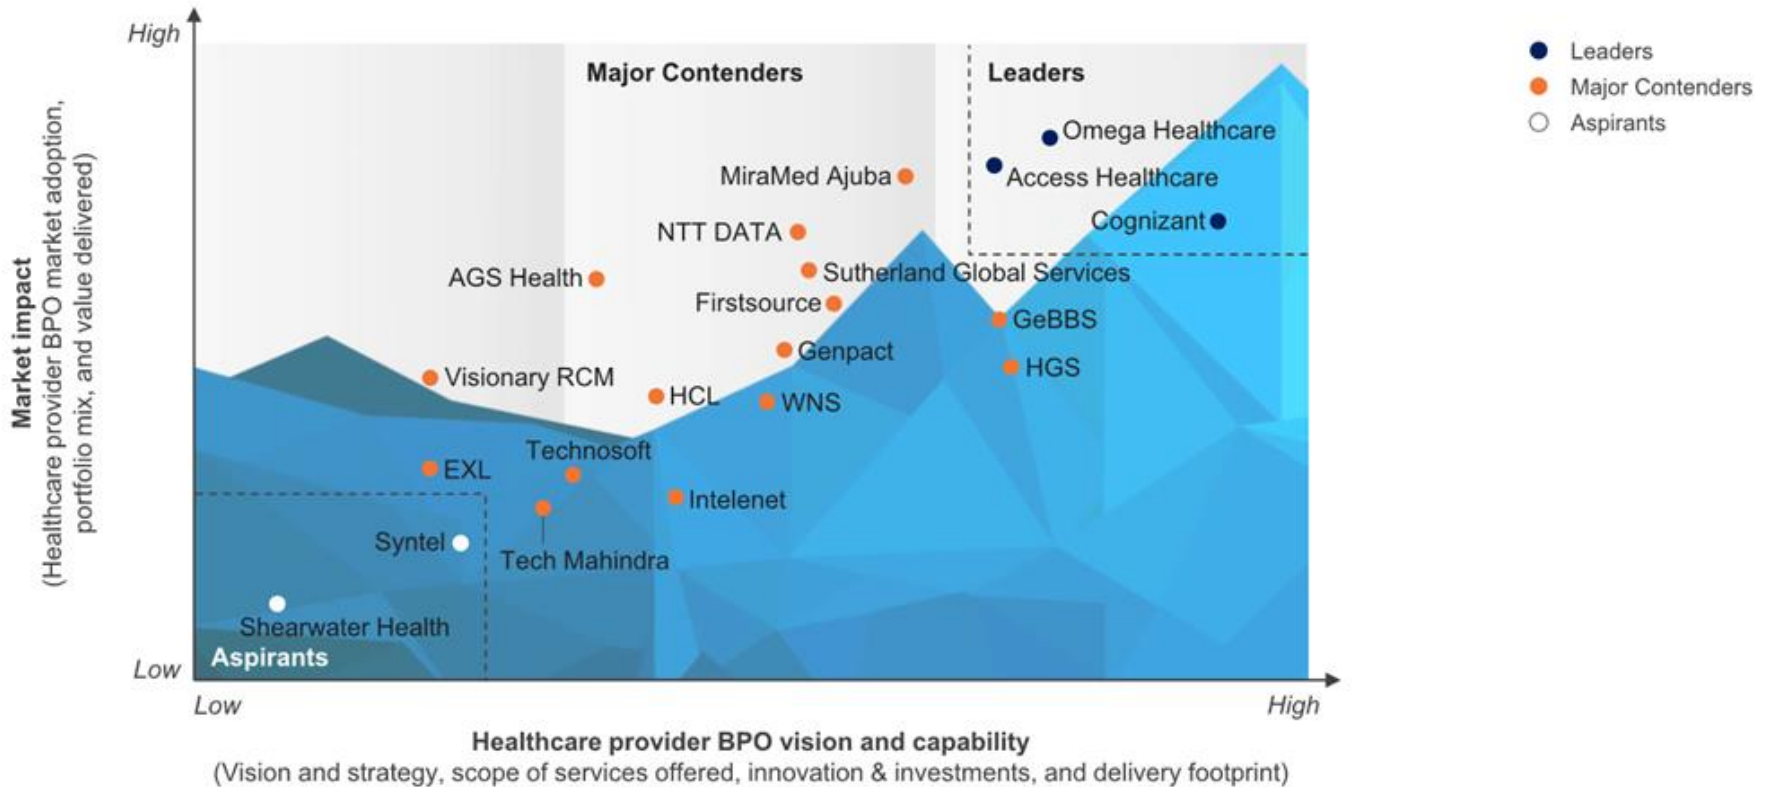 High
Major Contenders
Leaders
Leaders
Major Contenders
Aspirants
Omega Healthcare
MiraMed Ajuba
Access Healthcare
Cognizant
NTT DATA
Sutherland Global Services
AGS Health
Firstsource
GeBBS
Genpact
HGS
Visionary RCM
HCL
WNS
Technosoft
EXL
Intelenet
Syntel
Tech Mahindra
Shearwater Health
Aspirants
Market impact
(Healthcare provider BPO market adoption,
portfolio mix, and value delivered)
Low
Low
High
Healthcare provider BPO vision and capability
(Vision and strategy, scope of services offered, innovation & investments, and delivery footprint)